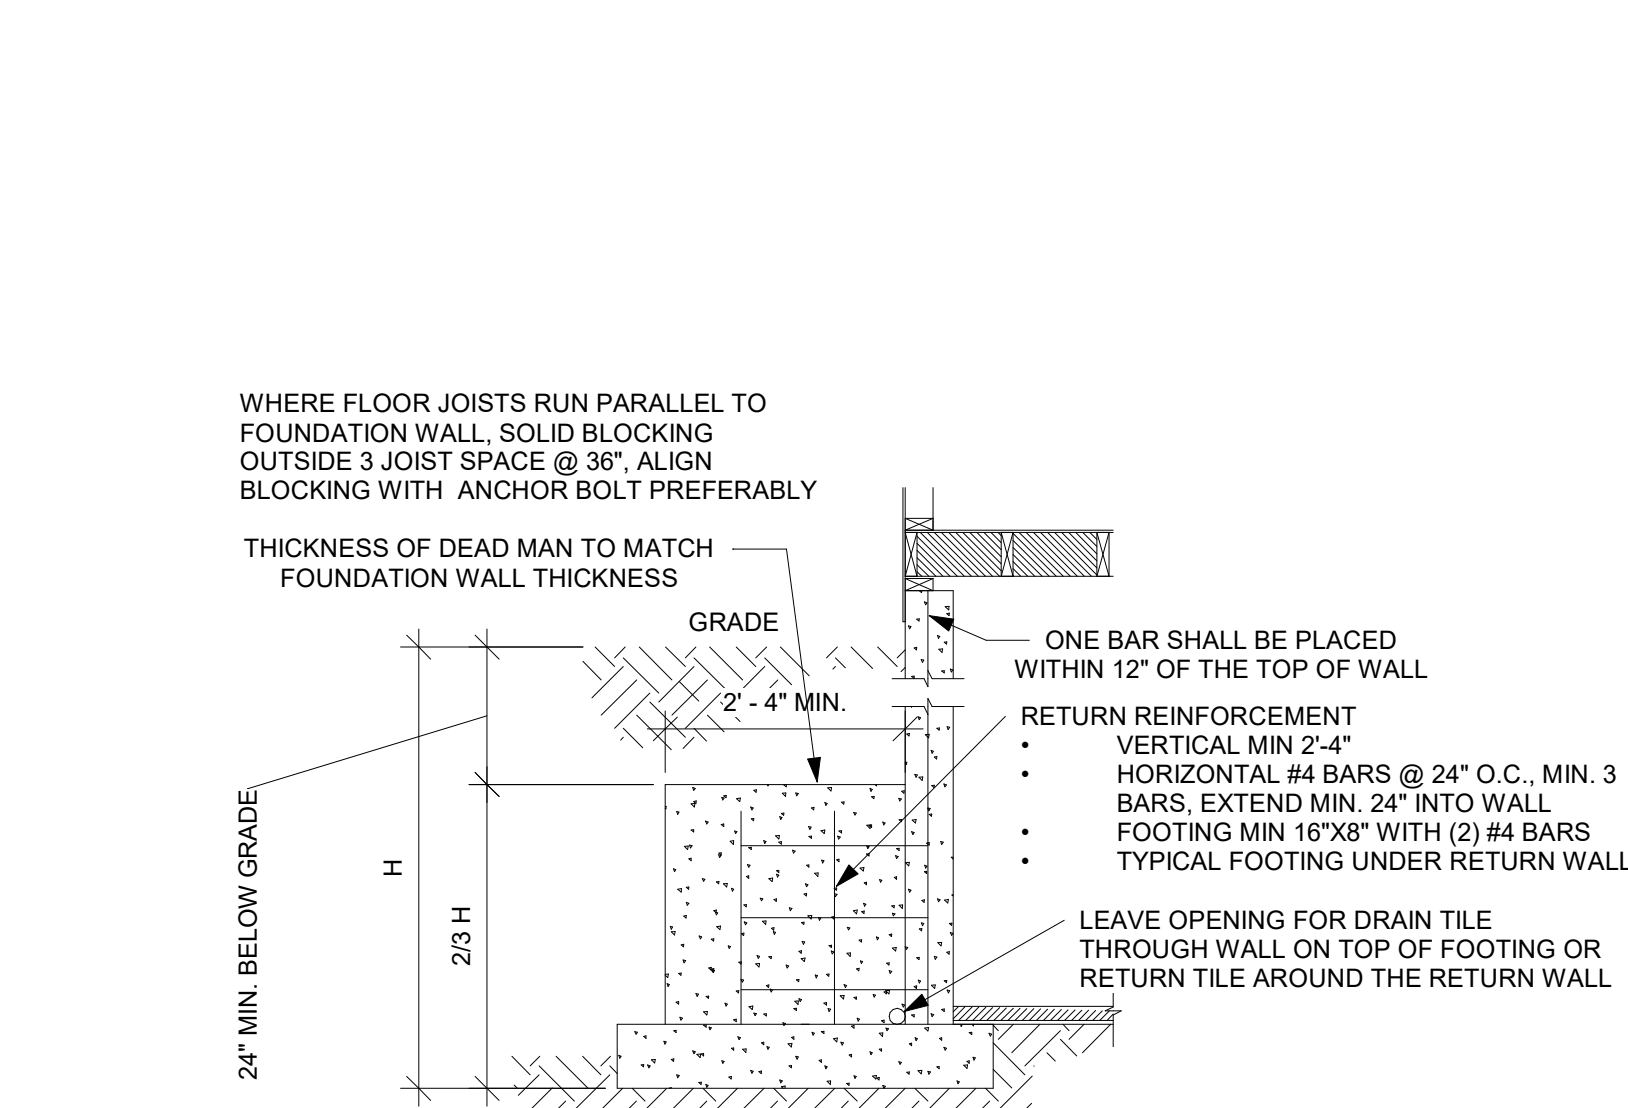 WHERE FLOOR JOISTS RUN PARALLEL TO
FOUNDATION WALL, SOLID BLOCKING
OUTSIDE 3 JOIST SPACE @ 36", ALIGN
BLOCKING WITH ANCHOR BOLT PREFERABLY
THICKNESS OF DEAD MAN TO MATCH
FOUNDATION WALL THICKNESS
GRADE
2' - 4" MIN.
ONE BAR SHALL BE PLACED
WITHIN 12" OF THE TOP OF WALL
RETURN REINFORCEMENT
• VERTICAL MIN 2'-4"
• HORIZONTAL #4 BARS @ 24" O.C., MIN. 3
BARS, EXTEND MIN. 24" INTO WALL
• FOOTING MIN 16"X8" WITH (2) #4 BARS
• TYPICAL FOOTING UNDER RETURN WALL
LEAVE OPENING FOR DRAIN TILE
THROUGH WALL ON TOP OF FOOTING OR
RETURN TILE AROUND THE RETURN WALL
24" MIN. BELOW GRADE
H
2/3 H